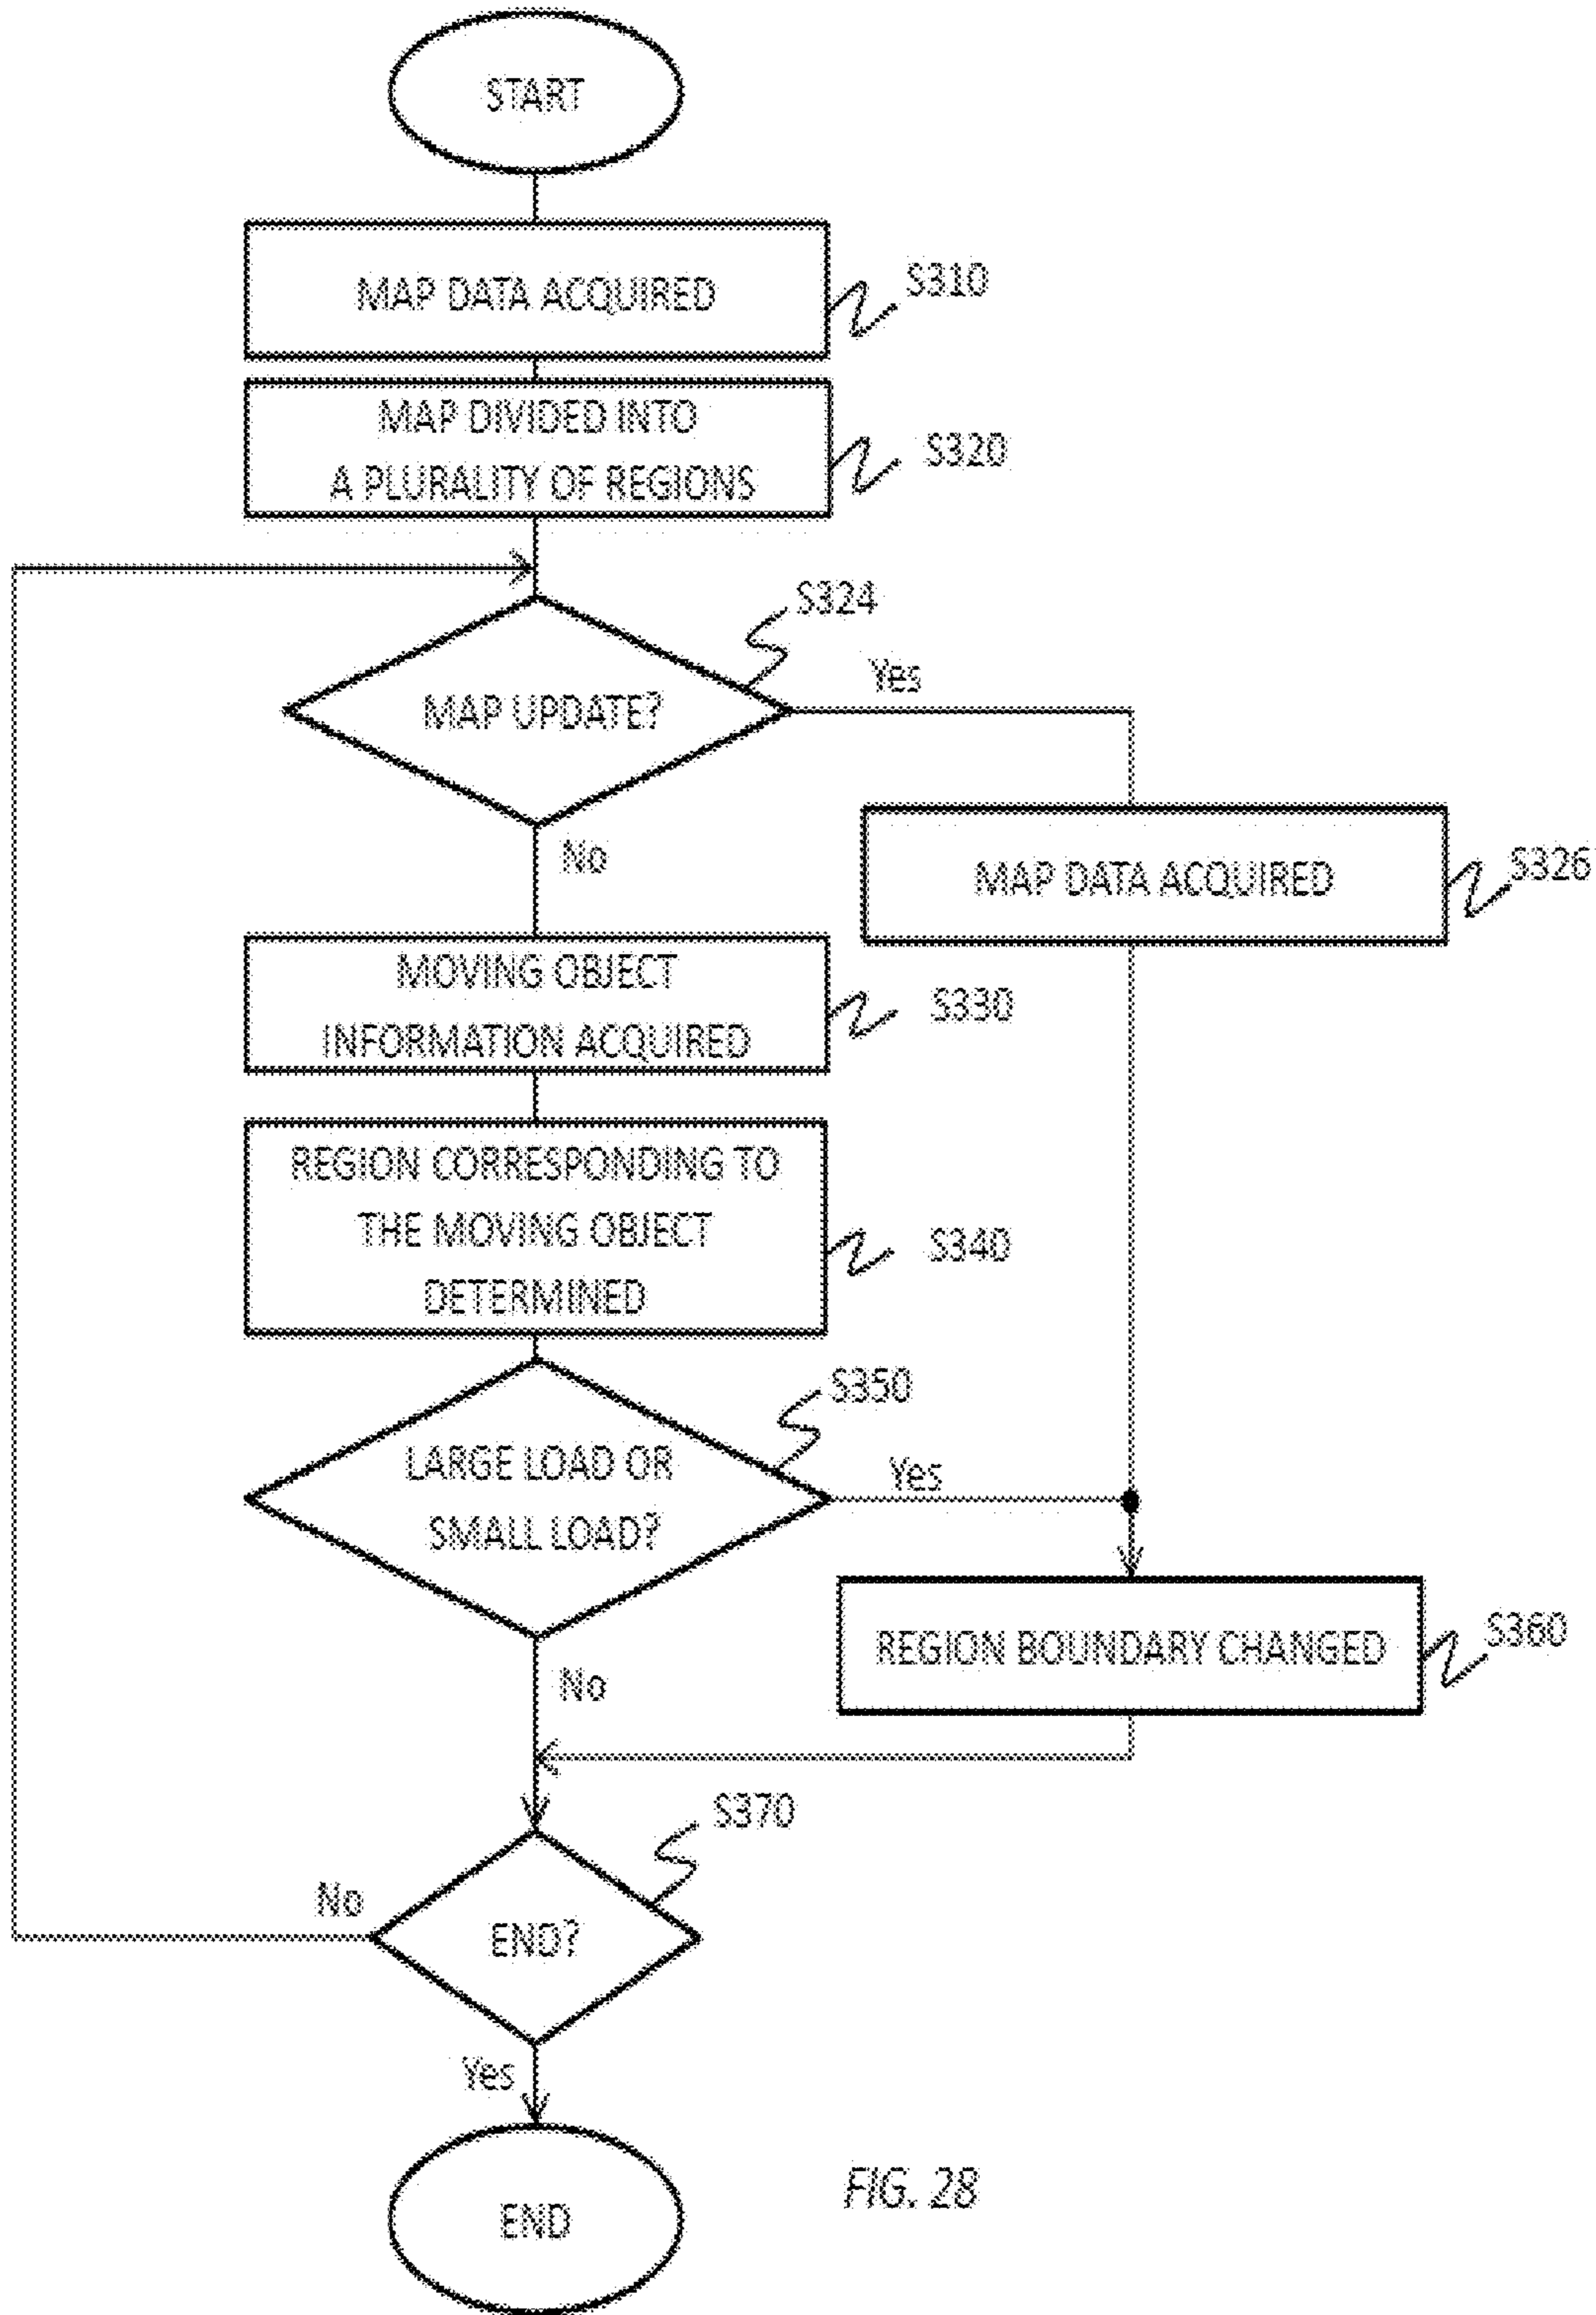 START
MAP DATA ACQUIRED
S310
MAP DIVIDED INTO
A PLURALITY OF REGIONS
S320
S324
MAP UPDATE?
Yes
No
MAP DATA ACQUIRED
S326
MOVING OBJECT
INFORMATION ACQUIRED
S330
REGION CORRESPONDING TO
THE MOVING OBJECT
DETERMINED
S340
S350
LARGE LOAD OR
SMALL LOAD?
Yes
No
REGION BOUNDARY CHANGED
S360
S370
END?
No
Yes
END
FIG. 28